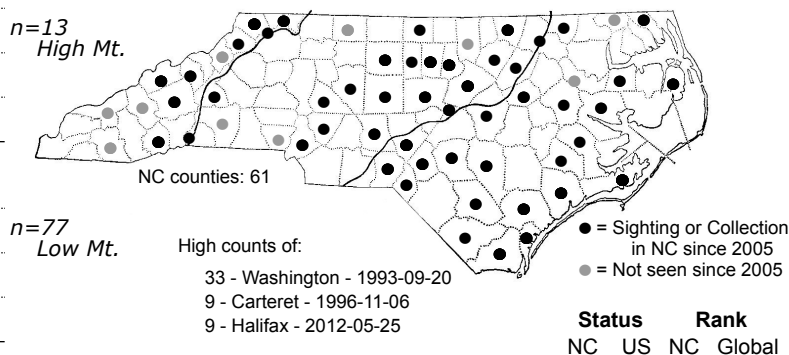 n=13
High Mt.
NC counties: 61
n=77
Low Mt.
High counts of:
33 - Washington - 1993-09-20
9 - Carteret - 1996-11-06
9 - Halifax - 2012-05-25
= Sighting or Collection
in NC since 2005
= Not seen since 2005
Status Rank
NC US NC Global